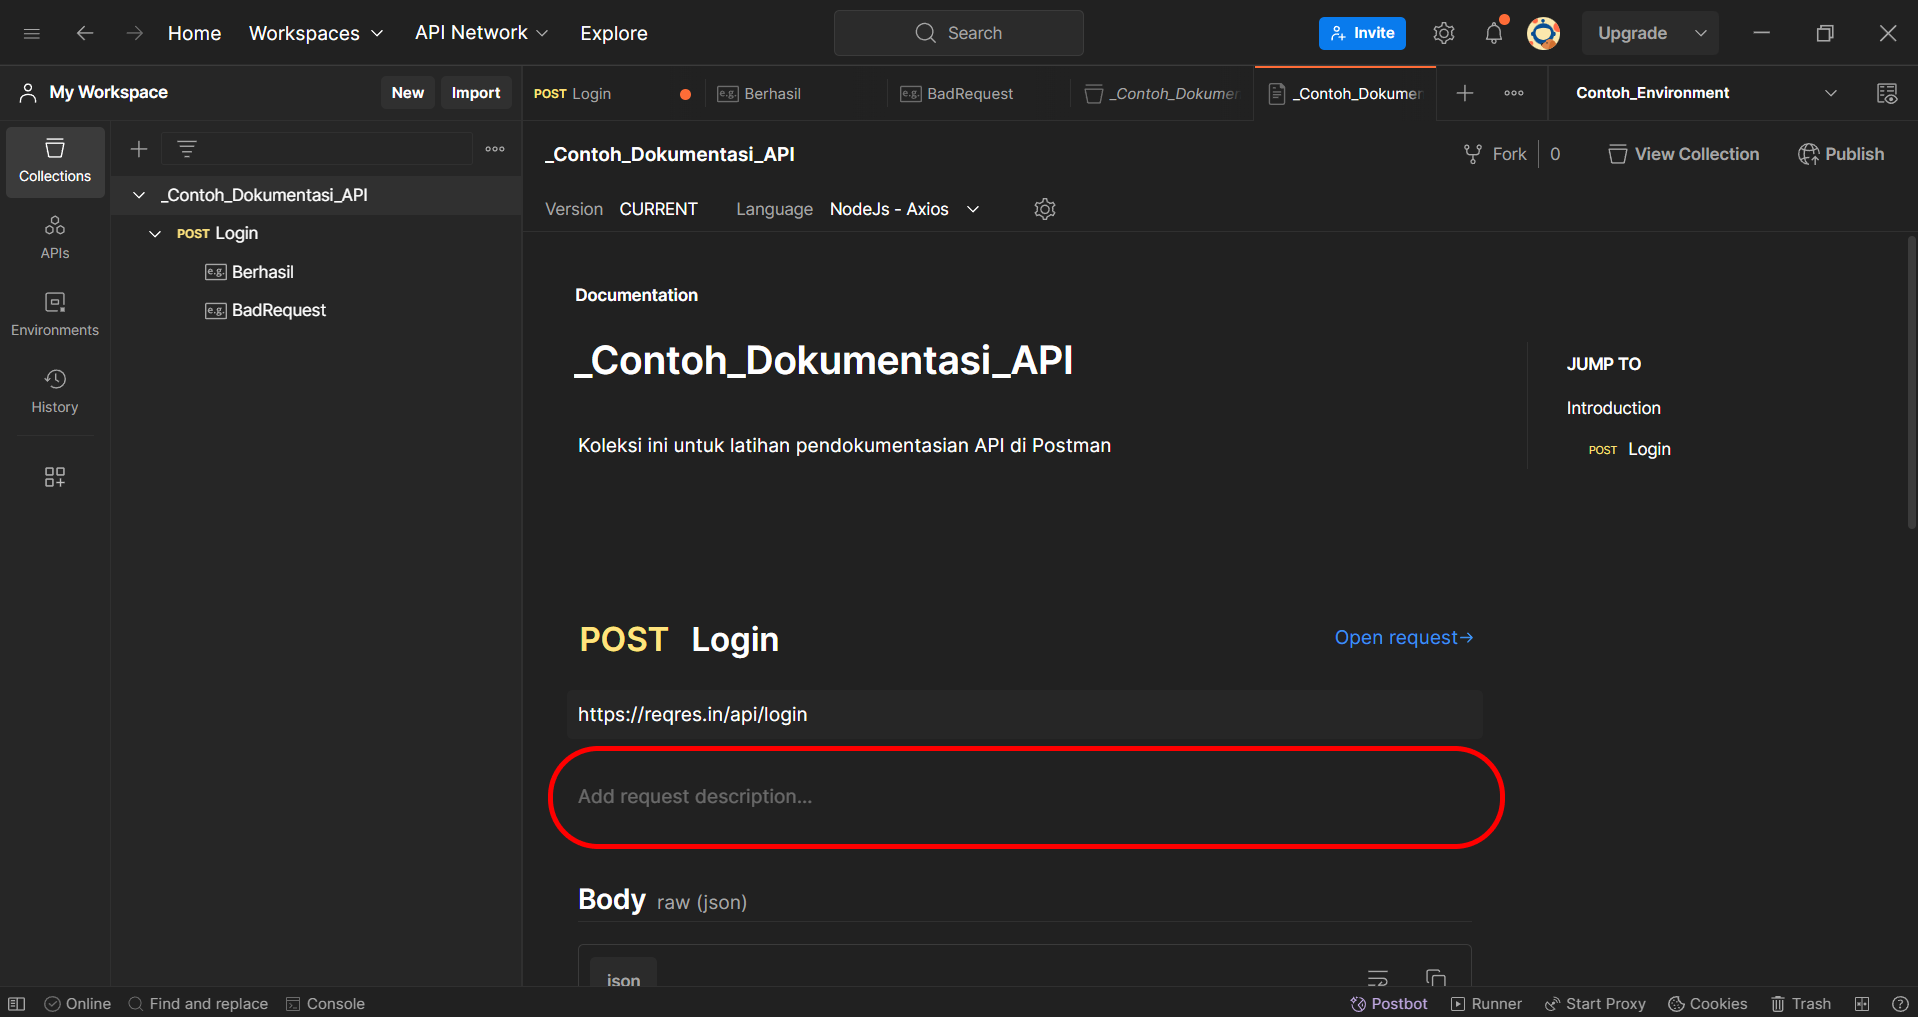 Home Workspaces API Network Explore Search Invite Upgrade
My Workspace New Import
POST Login e.g. Berhasil e.g. BadRequest _Contoh_Dokumen _Contoh_Dokumen Contoh_Environment
Collections
APIs
Environments
History
_Contoh_Dokumentasi_API
POST Login
e.g. Berhasil
e.g. BadRequest
_Contoh_Dokumentasi_API Fork 0 View Collection Publish
Version CURRENT Language NodeJs - Axios
Documentation
_Contoh_Dokumentasi_API
Koleksi ini untuk latihan pendokumentasian API di Postman
JUMP TO
Introduction
POST Login
POST Login Open request→
https://reqres.in/api/login
Add request description...
Body raw (json)
json
Online Find and replace Console Postbot Runner Start Proxy Cookies Trash